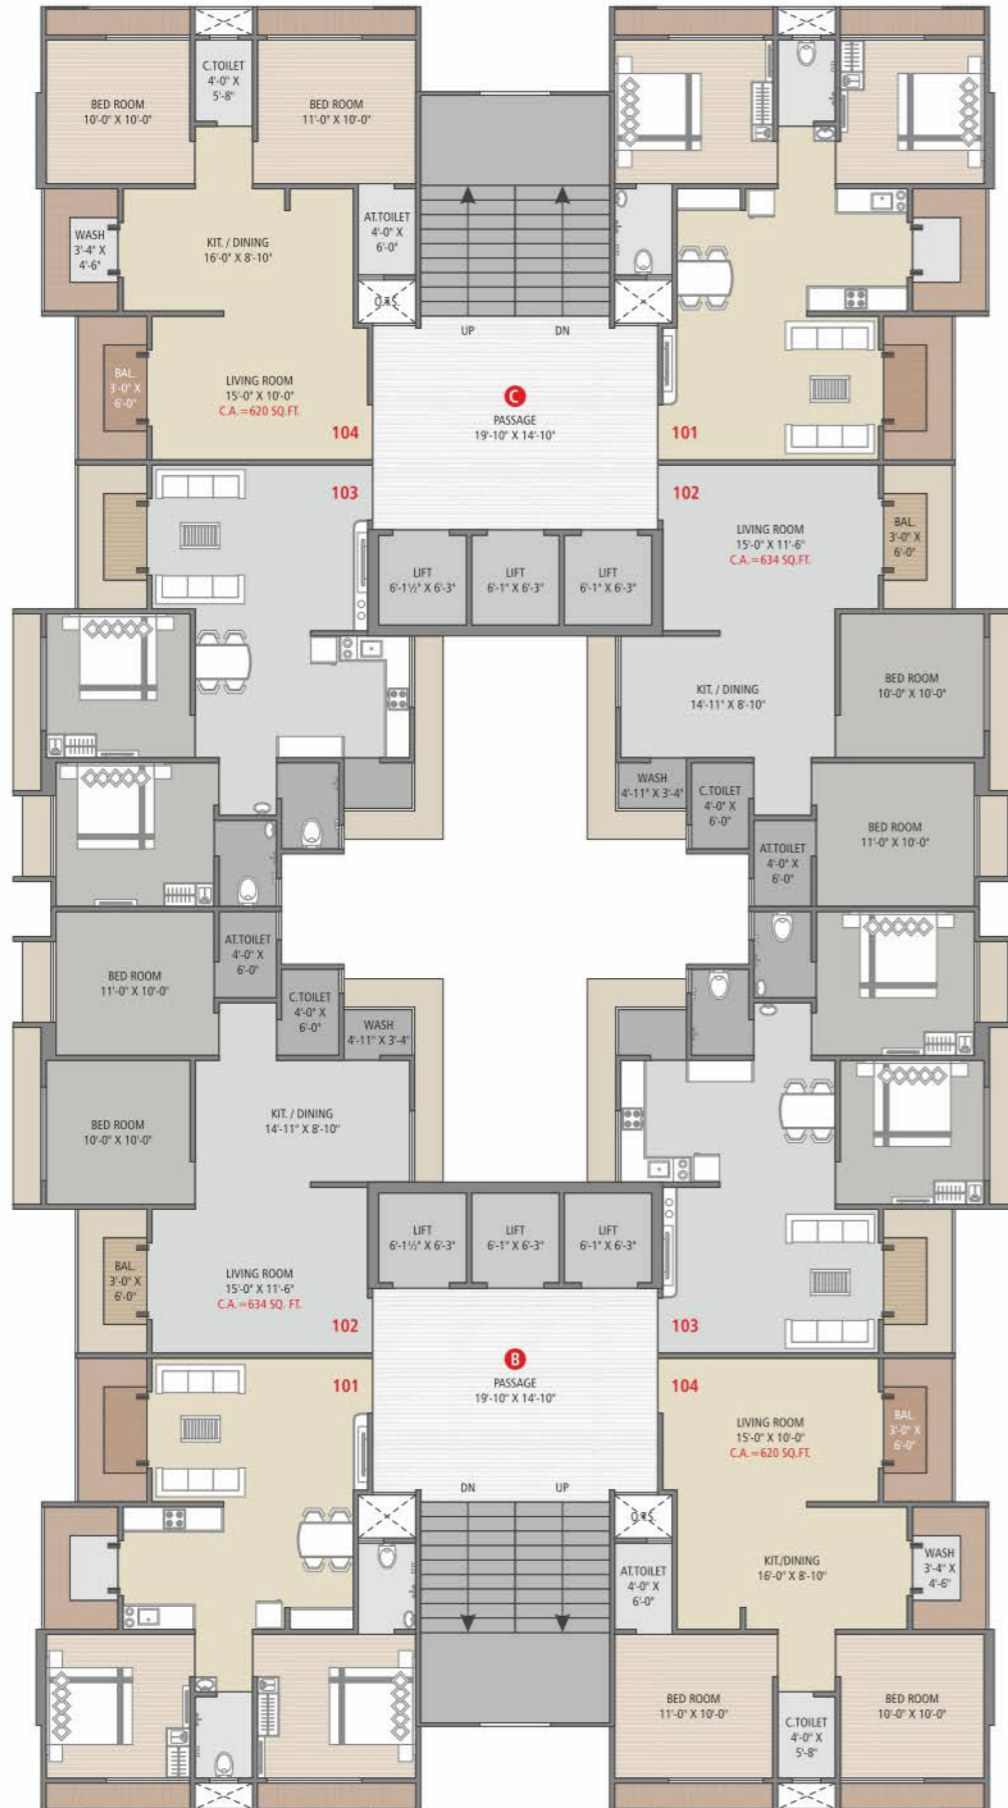 C.TOILET
4'-0" X
5'-8"
BED ROOM
10'-0" X 10'-0"
BED ROOM
11'-0" X 10'-0"
WASH
3'-4" X
4'-6"
KIT. / DINING
16'-0" X 8'-10"
AT.TOILET
4'-0" X
6'-0"
O.T.S.
UP
DN
BAL.
3'-0" X
6'-0"
LIVING ROOM
15'-0" X 10'-0"
C.A.=620 SQ.FT.
104
C
PASSAGE
19'-10" X 14'-10"
101
103
102
LIVING ROOM
15'-0" X 11'-6"
C.A.=634 SQ.FT.
BAL.
3'-0" X
6'-0"
LIFT
6'-1½" X 6'-3"
LIFT
6'-1" X 6'-3"
LIFT
6'-1" X 6'-3"
KIT. / DINING
14'-11" X 8'-10"
BED ROOM
10'-0" X 10'-0"
WASH
4'-11" X 3'-4"
C.TOILET
4'-0" X
6'-0"
BED ROOM
11'-0" X 10'-0"
AT.TOILET
4'-0" X
6'-0"
AT.TOILET
4'-0" X
6'-0"
BED ROOM
11'-0" X 10'-0"
C.TOILET
4'-0" X
6'-0"
WASH
4'-11" X 3'-4"
BED ROOM
10'-0" X 10'-0"
KIT. / DINING
14'-11" X 8'-10"
LIFT
6'-1½" X 6'-3"
LIFT
6'-1" X 6'-3"
LIFT
6'-1" X 6'-3"
BAL.
3'-0" X
6'-0"
LIVING ROOM
15'-0" X 11'-6"
C.A.=634 SQ. FT.
102
103
B
PASSAGE
19'-10" X 14'-10"
101
104
LIVING ROOM
15'-0" X 10'-0"
C.A.=620 SQ.FT.
BAL.
3'-0" X
6'-0"
DN
UP
O.T.S.
AT.TOILET
4'-0" X
6'-0"
KIT./DINING
16'-0" X 8'-10"
WASH
3'-4" X
4'-6"
BED ROOM
11'-0" X 10'-0"
C.TOILET
4'-0" X
5'-8"
BED ROOM
10'-0" X 10'-0"